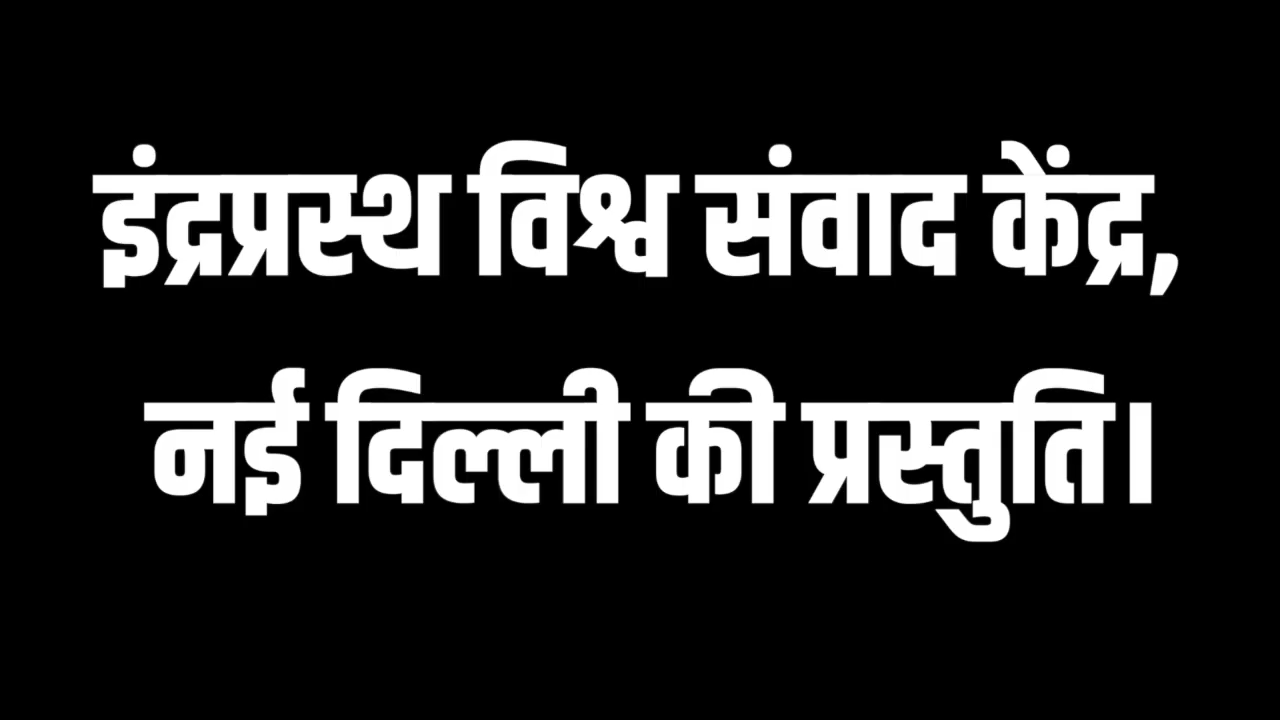 इंद्रप्रस्थ विश्व संवाद केंद्र,
नई दिल्ली की प्रस्तुति।